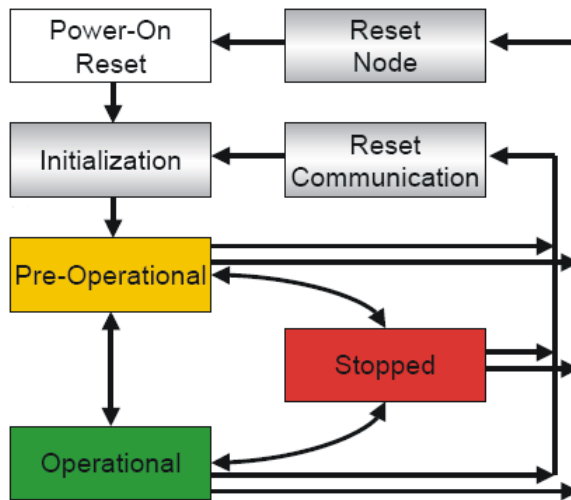 Power-On
Reset
Reset
Node
Initialization
Reset
Communication
Pre-Operational
Stopped
Operational